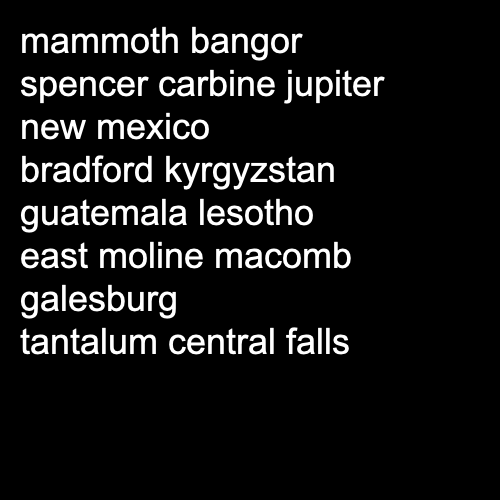 mammoth bangor
spencer carbine jupiter
new mexico
bradford kyrgyzstan
guatemala lesotho
east moline macomb
galesburg
tantalum central falls